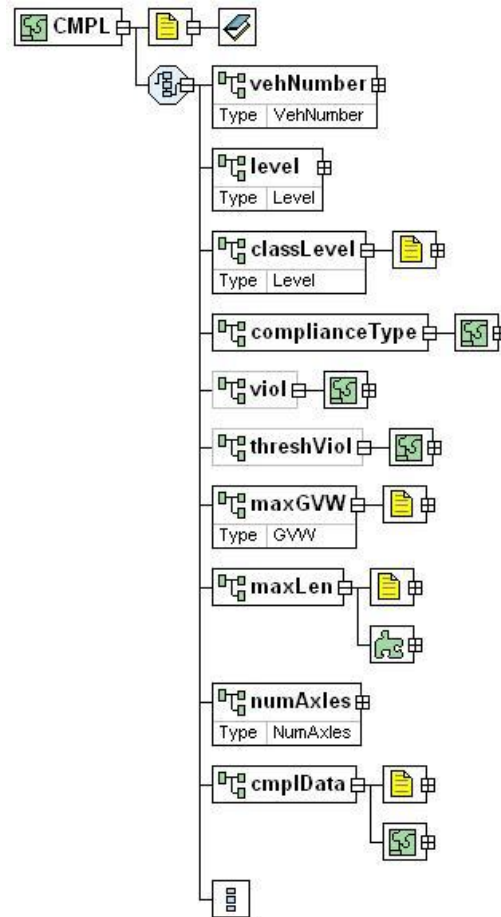 CMPL
vehNumber
Type VehNumber
level
Type Level
classLevel
Type Level
complianceType
viol
threshViol
maxGVW
Type GVW
maxLen
numAxles
Type NumAxles
cmplData